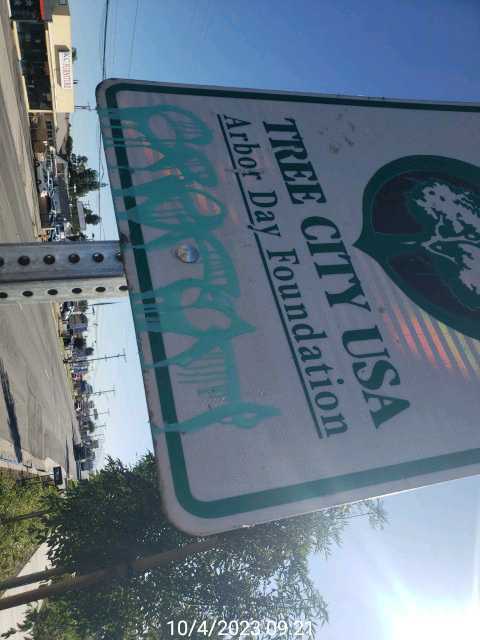 TREE CITY USA
Arbor Day Foundation
10/4/2023 09:21